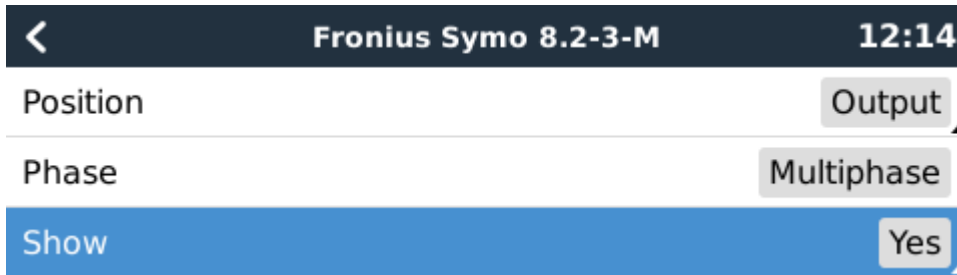 Fronius Symo 8.2-3-M 12:14
Position Output
Phase Multiphase
Show Yes